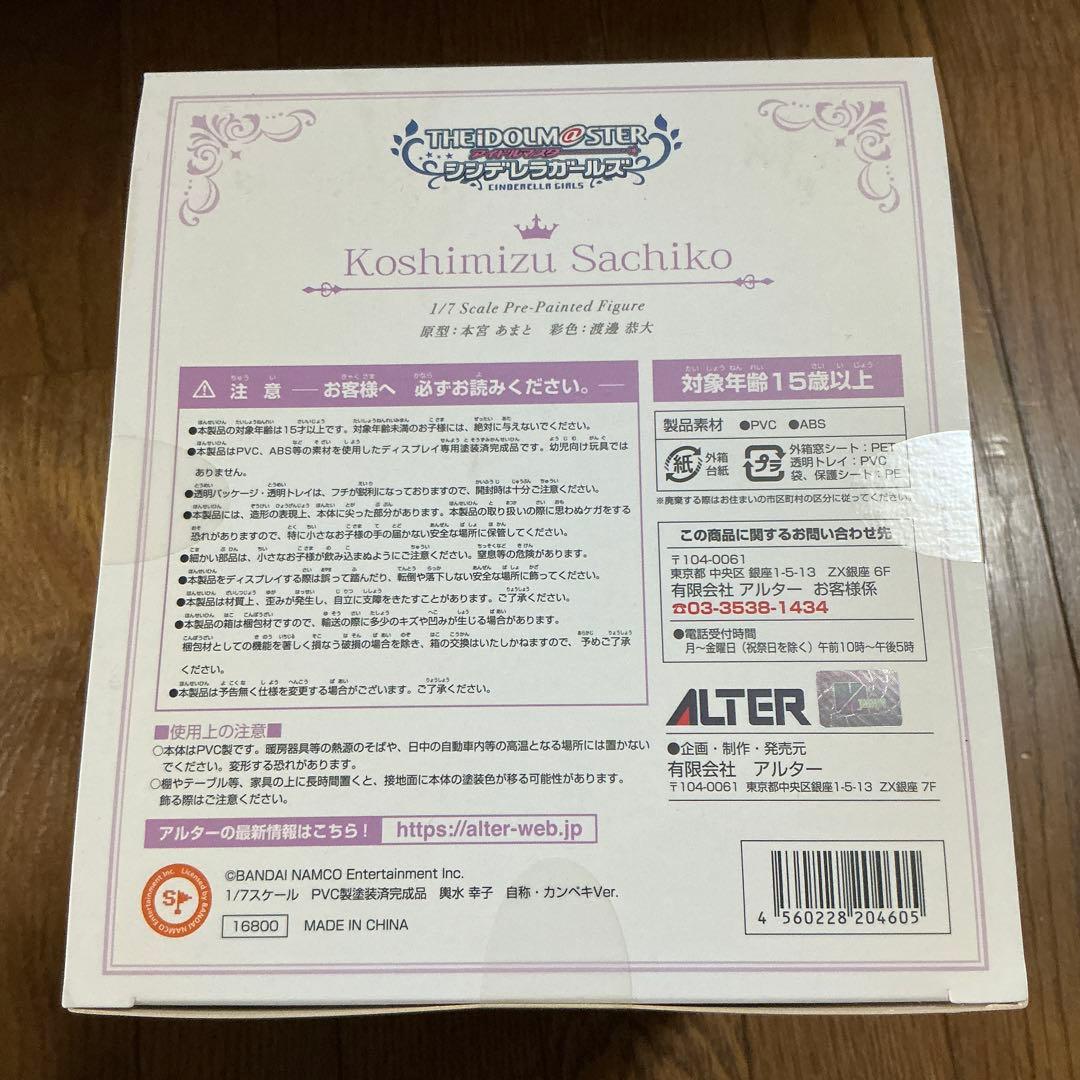 THE iDOLM@STER
アイドルマスター
シンデレラガールズ
CINDERELLA GIRLS
Koshimizu Sachiko
1/7 Scale Pre-Painted Figure
原型：本宮 あまと　彩色：渡邊 恭大
注意 ―お客様へ 必ずお読みください。―
●本製品の対象年齢は15才以上です。対象年齢未満のお子様には、絶対に与えないでください。
●本製品はPVC、ABS等の素材を使用したディスプレイ専用塗装済完成品です。幼児向け玩具では
ありません。
●透明パッケージ・透明トレイは、フチが鋭利になっておりますので、開封時は十分ご注意ください。
●本製品には、造形の表現上、本体に尖った部分があります。本製品の取り扱いの際に思わぬケガをする
恐れがありますので、特に小さなお子様の手の届かない安全な場所に保管してください。
●細かい部品は、小さなお子様が飲み込まぬようにご注意ください。窒息等の危険があります。
●本製品をディスプレイする際は誤って踏んだり、転倒や落下しない安全な場所に飾ってください。
●本製品は材質上、歪みが発生し、自立に支障をきたすことがあります。ご了承ください。
●本製品の箱は梱包材ですので、輸送の際に多少のキズや凹みが生じる場合があります。
梱包材としての機能を著しく損なう破損の場合を除き、箱の交換はいたしかねますので、予めご了承
ください。
●本製品は予告無く仕様を変更する場合がございます。ご了承ください。
■使用上の注意■
○本体はPVC製です。暖房器具等の熱源のそばや、日中の自動車内等の高温となる場所には置かない
でください。変形する恐れがあります。
○棚やテーブル等、家具の上に長時間置くと、接地面に本体の塗装色が移る可能性があります。
飾る際はご注意ください。
アルターの最新情報はこちら！ https://alter-web.jp
対象年齢15歳以上
製品素材 ●PVC ●ABS
紙 外箱
台紙
プラ 外箱窓シート：PET
透明トレイ：PVC
袋、保護シート：PE
※廃棄する際はお住まいの市区町村の区分に従ってください。
この商品に関するお問い合わせ先
〒104-0061
東京都 中央区 銀座1-5-13　ZX銀座 6F
有限会社 アルター　お客様係
☎03-3538-1434
●電話受付時間
月～金曜日（祝祭日を除く）午前10時～午後5時
ALTER
●企画・制作・発売元
有限会社　アルター
〒104-0061　東京都中央区銀座1-5-13　ZX銀座 7F
Licensed by BANDAI NAMCO Entertainment Inc.
SP
©BANDAI NAMCO Entertainment Inc.
1/7スケール　PVC製塗装済完成品　輿水 幸子　自称・カンペキVer.
16800 MADE IN CHINA
4 560228 204605